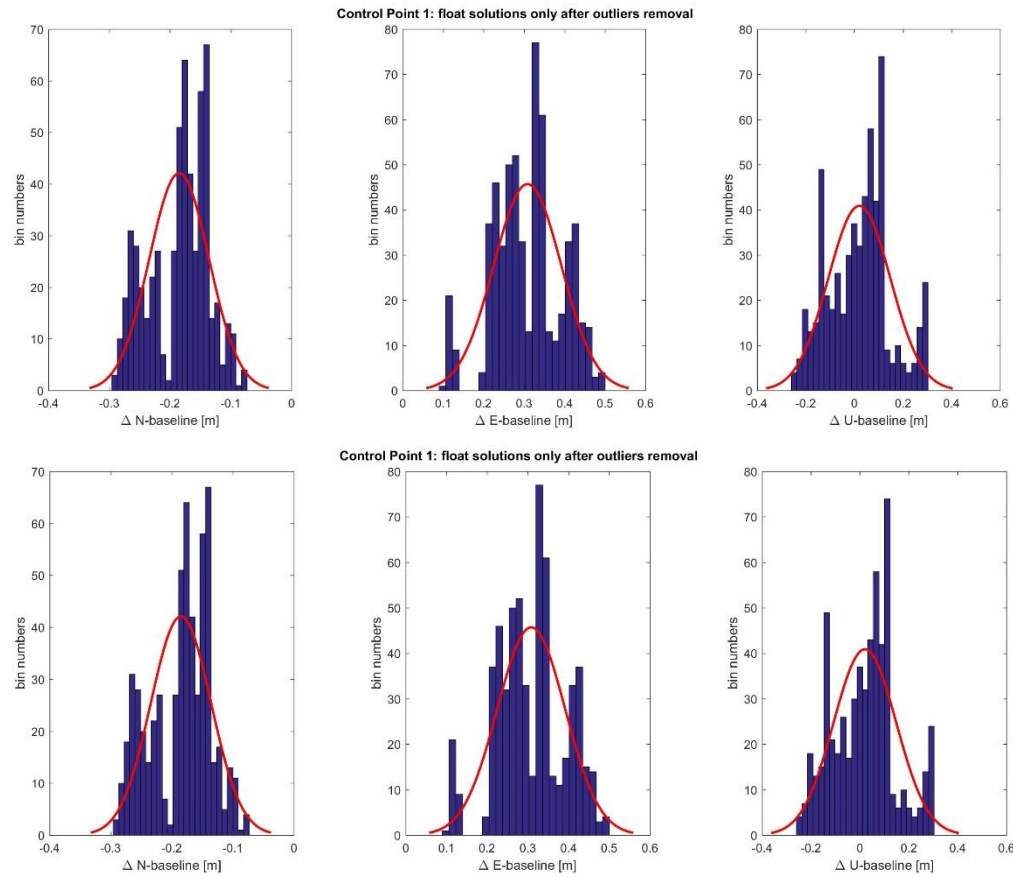 Control Point 1: float solutions only after outliers removal
70
60
50
40
30
20
10
0
bin numbers
-0.4 -0.3 -0.2 -0.1 0
Δ N-baseline [m]
80
70
60
50
40
30
20
10
0
bin numbers
0 0.1 0.2 0.3 0.4 0.5 0.6
Δ E-baseline [m]
80
70
60
50
40
30
20
10
0
bin numbers
-0.4 -0.2 0 0.2 0.4 0.6
Δ U-baseline [m]
Control Point 1: float solutions only after outliers removal
70
60
50
40
30
20
10
0
bin numbers
-0.4 -0.3 -0.2 -0.1 0
Δ N-baseline [m]
80
70
60
50
40
30
20
10
0
bin numbers
0 0.1 0.2 0.3 0.4 0.5 0.6
Δ E-baseline [m]
80
70
60
50
40
30
20
10
0
bin numbers
-0.4 -0.2 0 0.2 0.4 0.6
Δ U-baseline [m]